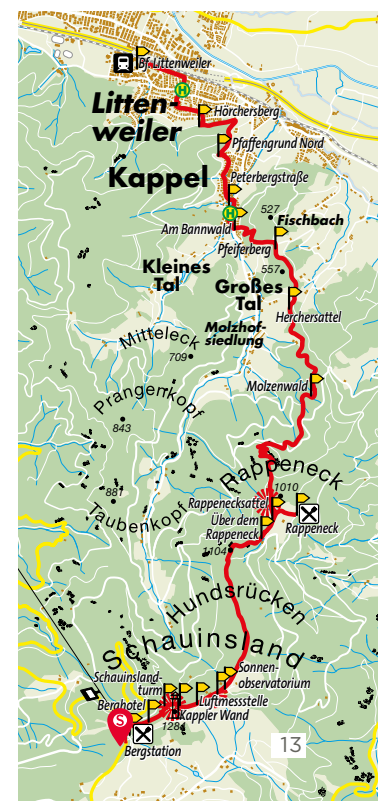 Bf. Littenweiler
H
Litten-
weiler
Hörchersberg
Pfaffengrund Nord
Kappel
Peterbergstraße
H
527
Fischbach
Am Bannwald
Pfeiferberg
Kleines
Tal
557
Großes
Tal
Herchersattel
Molzhof-
siedlung
Mitteleck
709
Molzenwald
Prangenkopf
843
Rappeneck
1010
881
Taubenkopf
Rappenecksattel
Über dem
Rappeneck
Rappeneck
1104
Hundsrücken
Schauinsland
Sonnen-
observatorium
Schauinsland-
turm
Luftmessstelle
Berghotel
Kappler Wand
128
S
Bergstation
13